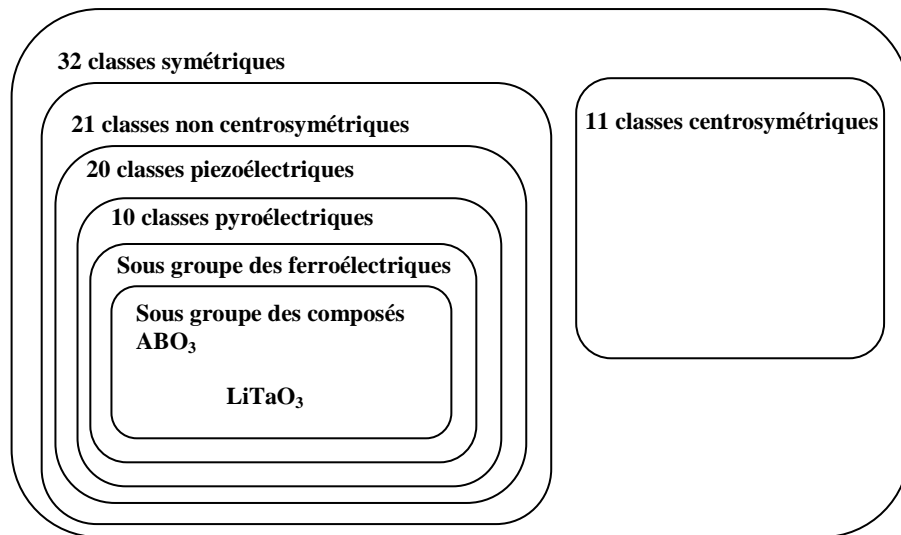 32 classes symétriques
21 classes non centrosymétriques
11 classes centrosymétriques
20 classes piezoélectriques
10 classes pyroélectriques
Sous groupe des ferroélectriques
Sous groupe des composés
ABO₃
LiTaO₃